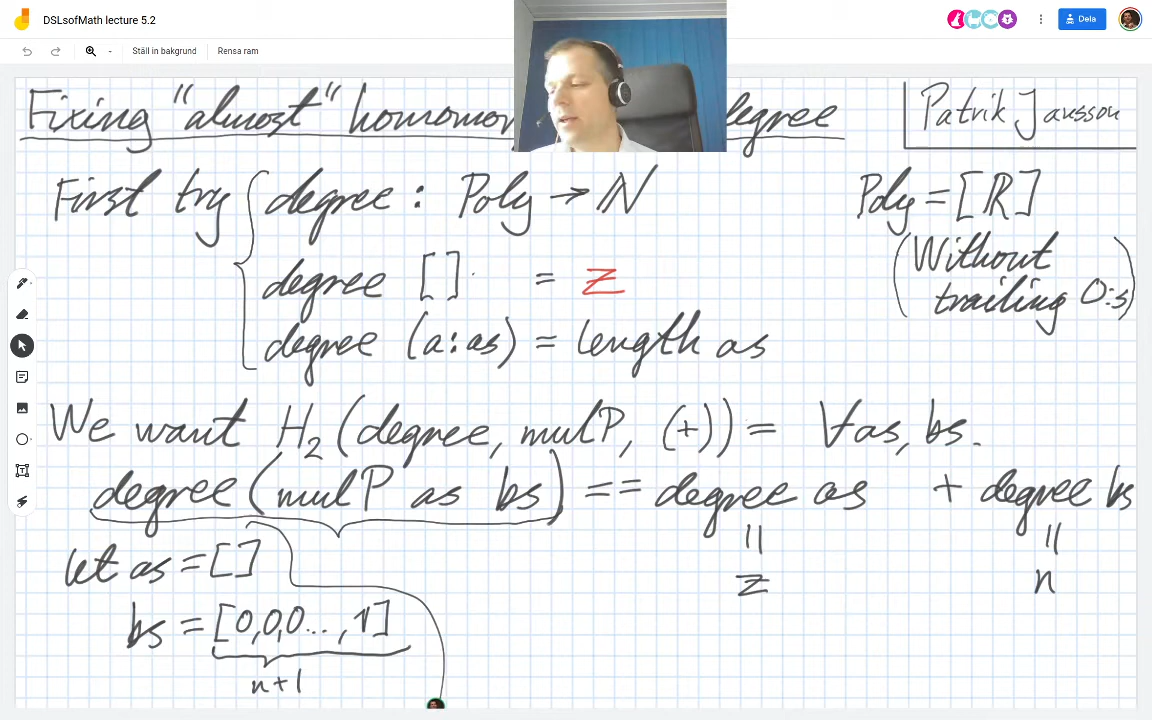 DSLsofMath lecture 5.2
Dela
Ställ in bakgrund Rensa ram
Fixing "almost" homomor degree
Patrik Jansson
First try degree : Poly → ℕ
Poly = [ℝ]
(Without
trailing 0:s)
degree [] = z
degree (a:as) = length as
We want H₂(degree, mulP, (+)) = ∀as, bs.
degree (mulP as bs) == degree as + degree bs
= =
z n
let as = []
bs = [0,0,0..., 1]
n+1